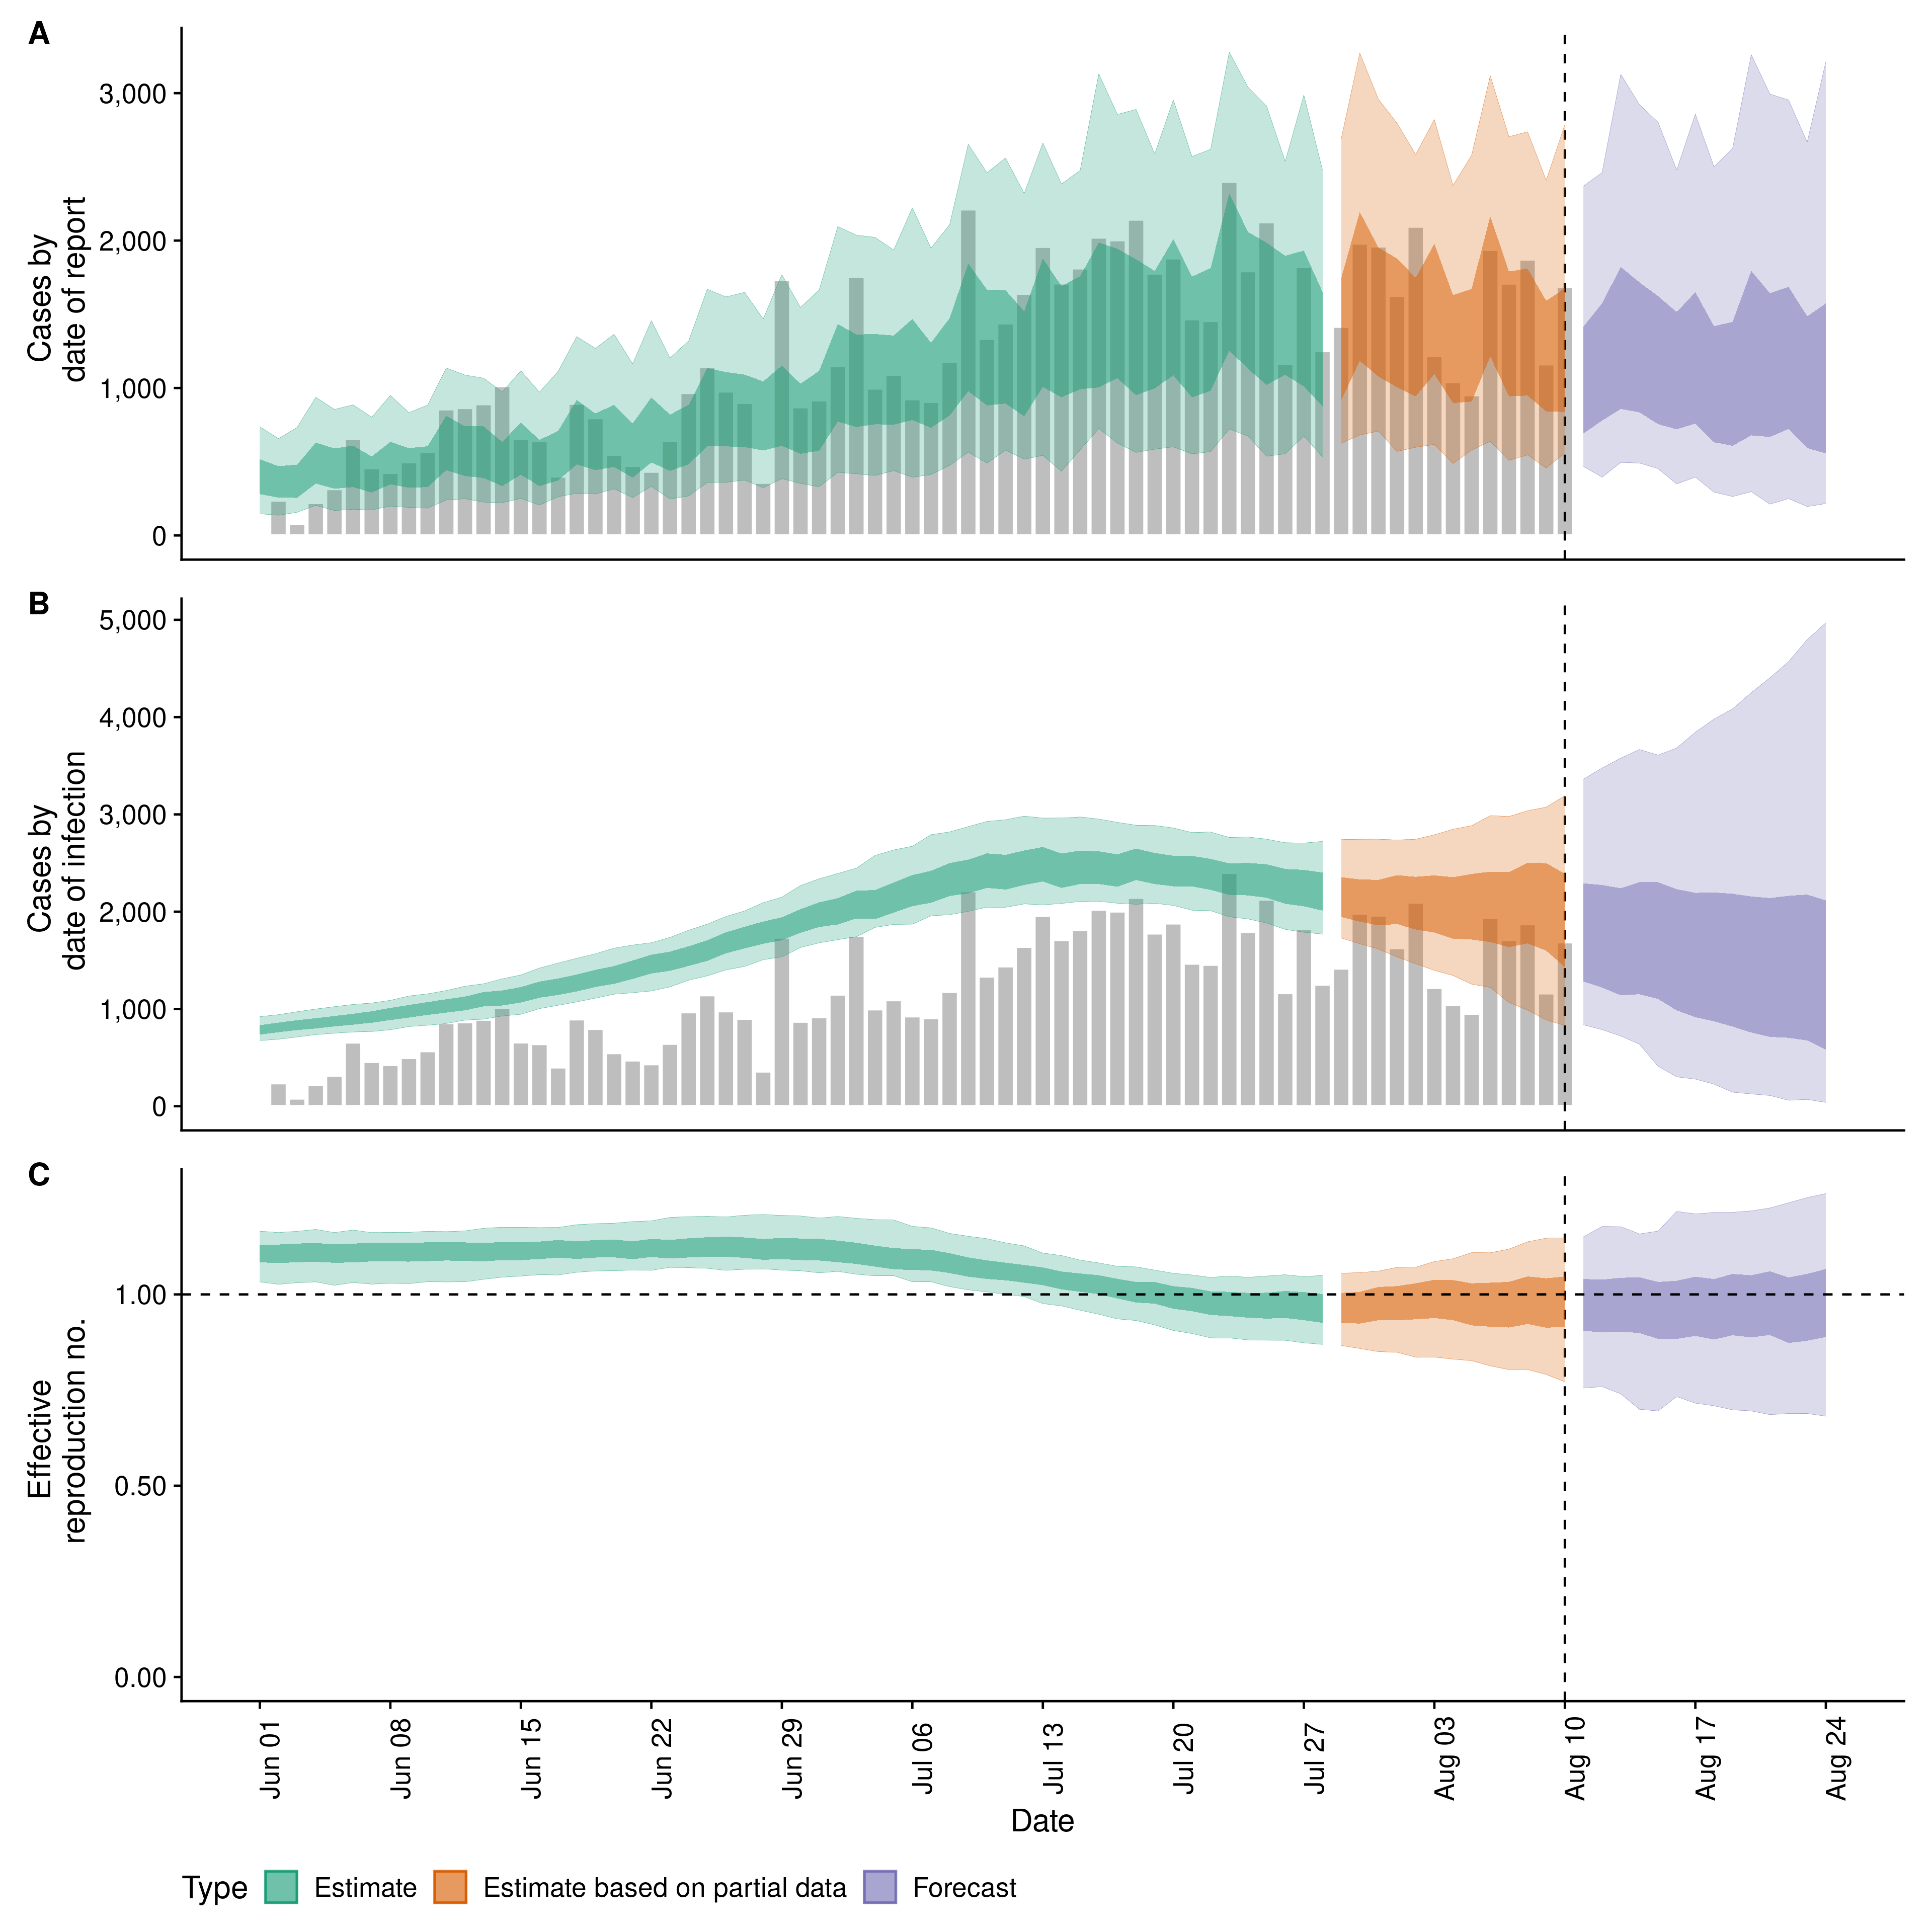 A
Cases by
date of report
3,000
2,000
1,000
0
B
Cases by
date of infection
5,000
4,000
3,000
2,000
1,000
0
C
Effective
reproduction no.
1.00
0.50
0.00
Jun 01
Jun 08
Jun 15
Jun 22
Jun 29
Jul 06
Jul 13
Jul 20
Jul 27
Aug 03
Aug 10
Aug 17
Aug 24
Date
Type
Estimate
Estimate based on partial data
Forecast